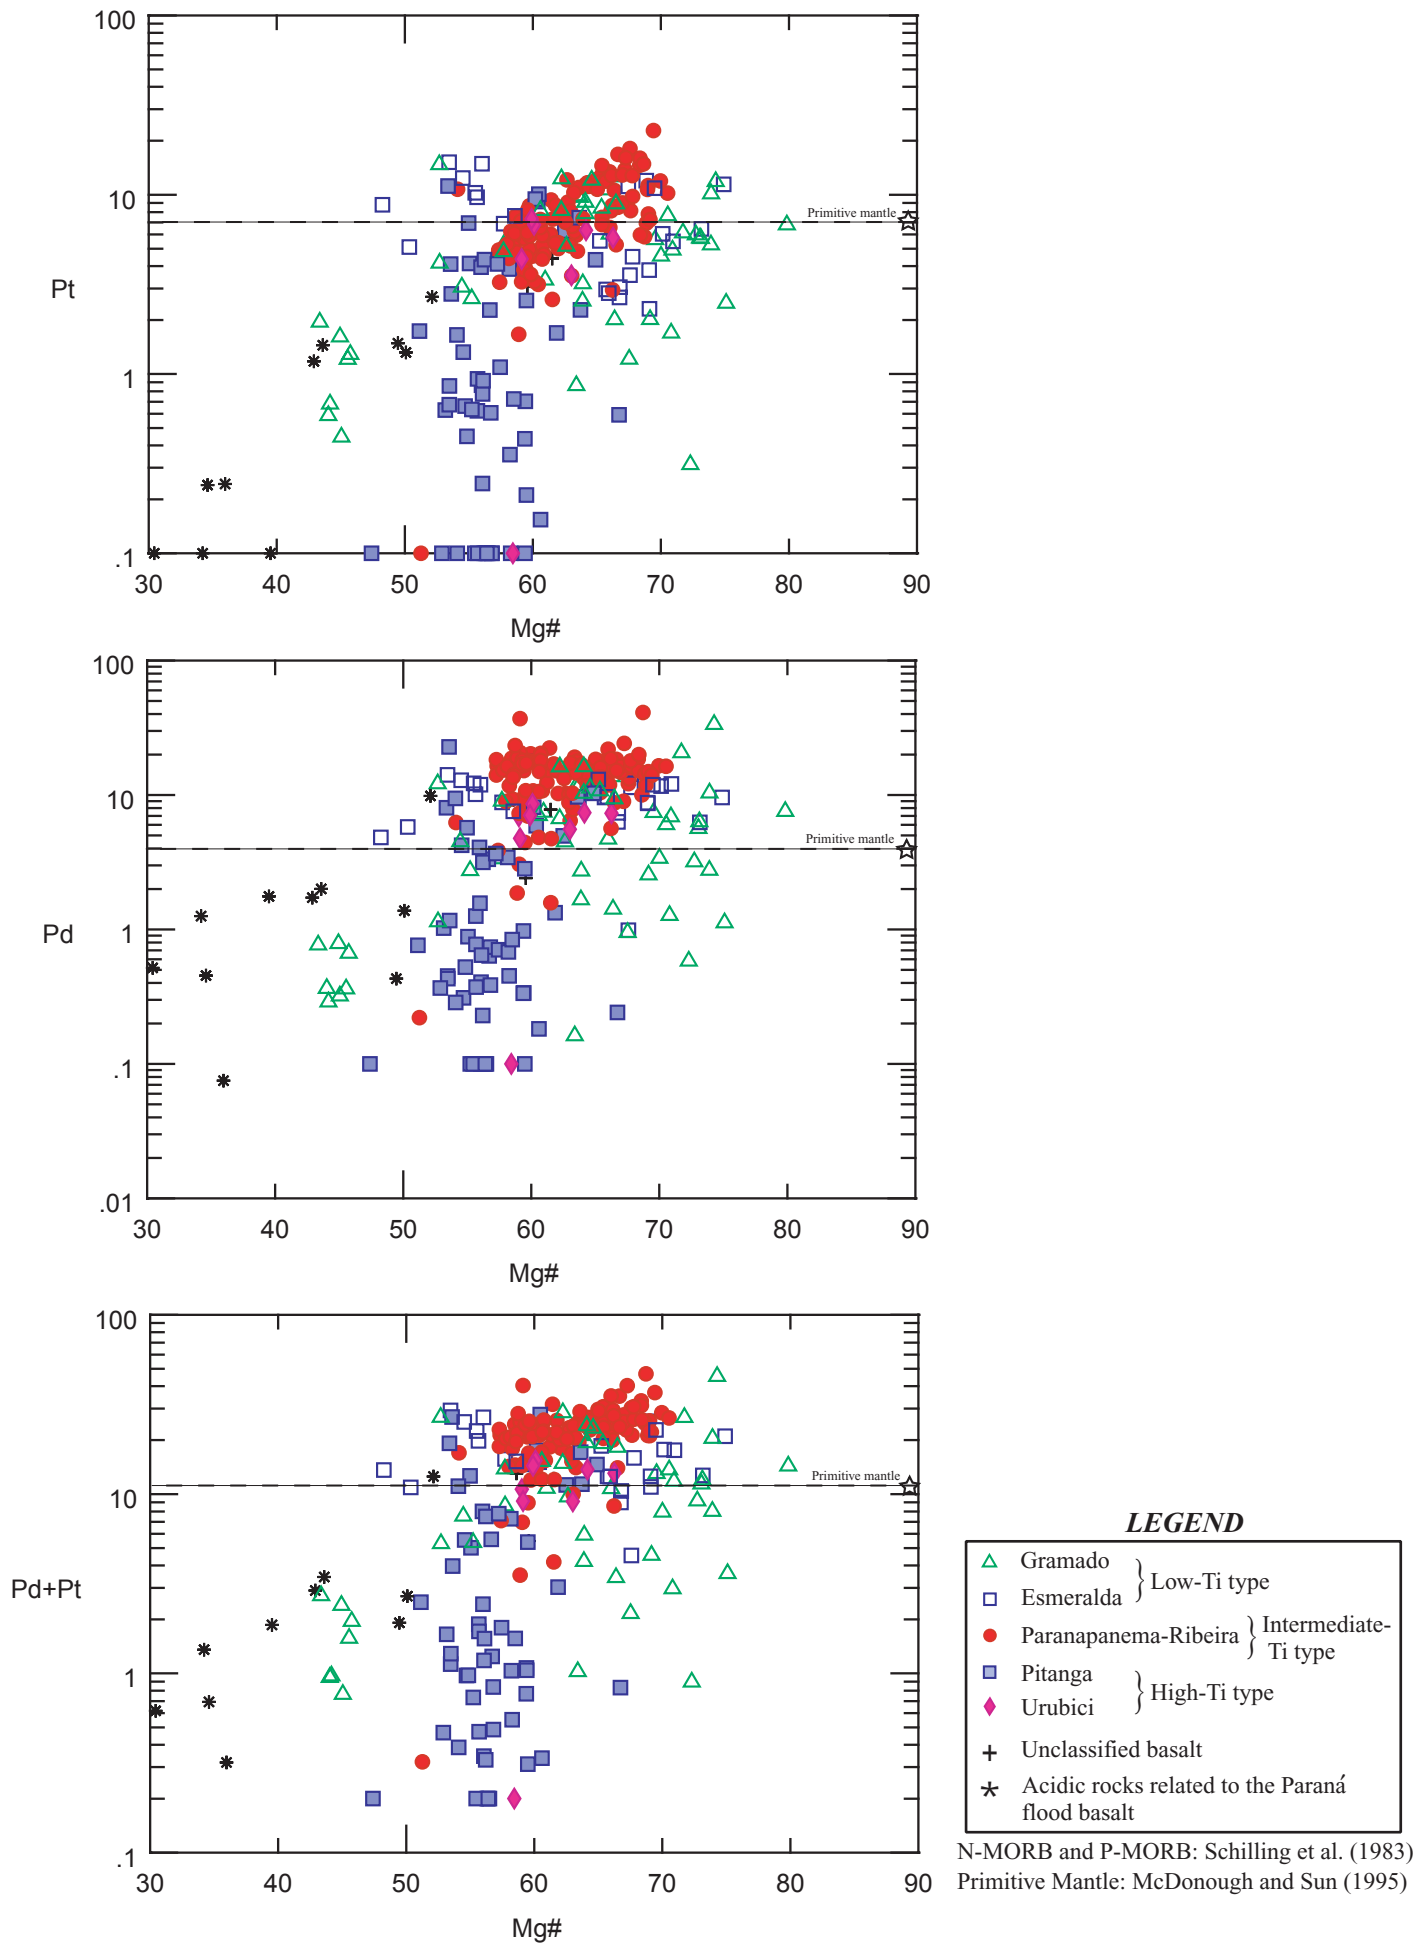 100
10
Primitive mantle
Pt
1
.1
30 40 50 60 70 80 90
Mg#
100
10
Primitive mantle
Pd
1
.1
.01
30 40 50 60 70 80 90
Mg#
100
Primitive mantle
10
Pd+Pt
1
.1
30 40 50 60 70 80 90
Mg#
LEGEND
Gramado
Esmeralda
Low-Ti type
Paranapanema-Ribeira
Intermediate-
Ti type
Pitanga
Urubici
High-Ti type
Unclassified basalt
Acidic rocks related to the Paraná
flood basalt
N-MORB and P-MORB: Schilling et al. (1983)
Primitive Mantle: McDonough and Sun (1995)